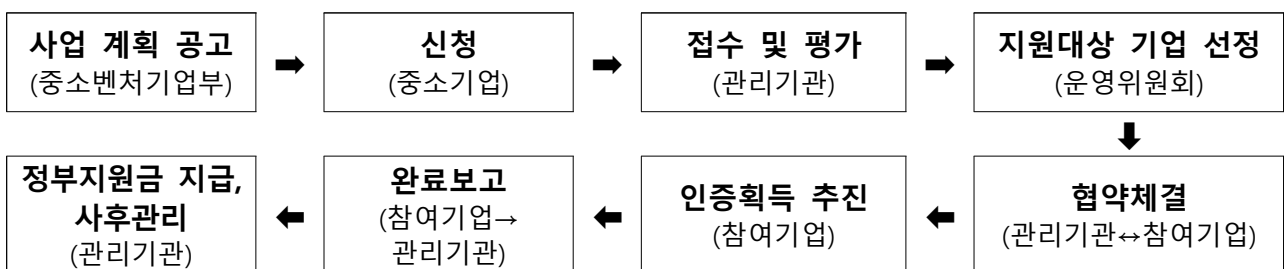 사업 계획 공고
(중소벤처기업부)
➡
신청
(중소기업)
➡
접수 및 평가
(관리기관)
➡
지원대상 기업 선정
(운영위원회)
⬇
협약체결
(관리기관↔참여기업)
⬅
인증획득 추진
(참여기업)
⬅
완료보고
(참여기업→
관리기관)
⬅
정부지원금 지급,
사후관리
(관리기관)